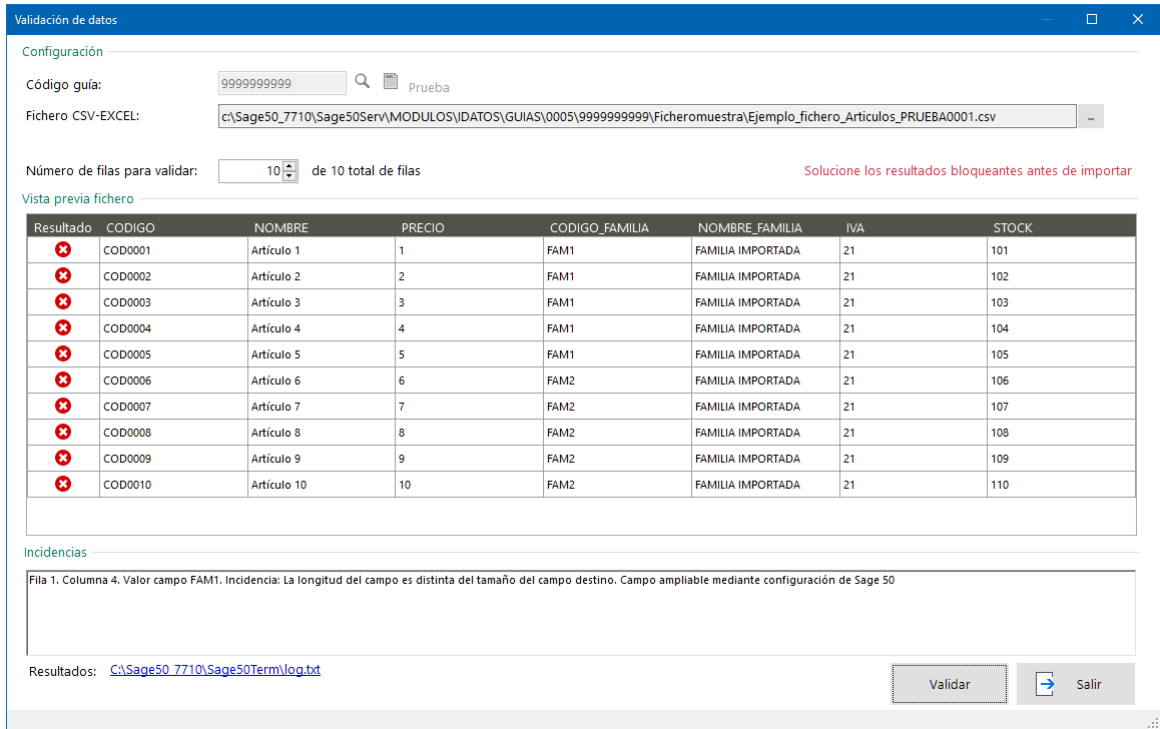 Validación de datos
Configuración
Código guía: 9999999999 Prueba
Fichero CSV-EXCEL: c:\Sage50_7710\Sage50Serv\MODULOS\IDATOS\GUIAS\0005\9999999999\Ficheromuestra\Ejemplo_fichero_Articulos_PRUEBA0001.csv ...
Número de filas para validar: 10 de 10 total de filas Solucione los resultados bloqueantes antes de importar
Vista previa fichero
Resultado CODIGO NOMBRE PRECIO CODIGO_FAMILIA NOMBRE_FAMILIA IVA STOCK
COD0001 Artículo 1 1 FAM1 FAMILIA IMPORTADA 21 101
COD0002 Artículo 2 2 FAM1 FAMILIA IMPORTADA 21 102
COD0003 Artículo 3 3 FAM1 FAMILIA IMPORTADA 21 103
COD0004 Artículo 4 4 FAM1 FAMILIA IMPORTADA 21 104
COD0005 Artículo 5 5 FAM1 FAMILIA IMPORTADA 21 105
COD0006 Artículo 6 6 FAM2 FAMILIA IMPORTADA 21 106
COD0007 Artículo 7 7 FAM2 FAMILIA IMPORTADA 21 107
COD0008 Artículo 8 8 FAM2 FAMILIA IMPORTADA 21 108
COD0009 Artículo 9 9 FAM2 FAMILIA IMPORTADA 21 109
COD0010 Artículo 10 10 FAM2 FAMILIA IMPORTADA 21 110
Incidencias
Fila 1. Columna 4. Valor campo FAM1. Incidencia: La longitud del campo es distinta del tamaño del campo destino. Campo ampliable mediante configuración de Sage 50
Resultados: C:\Sage50_7710\Sage50Term\log.txt
Validar Salir